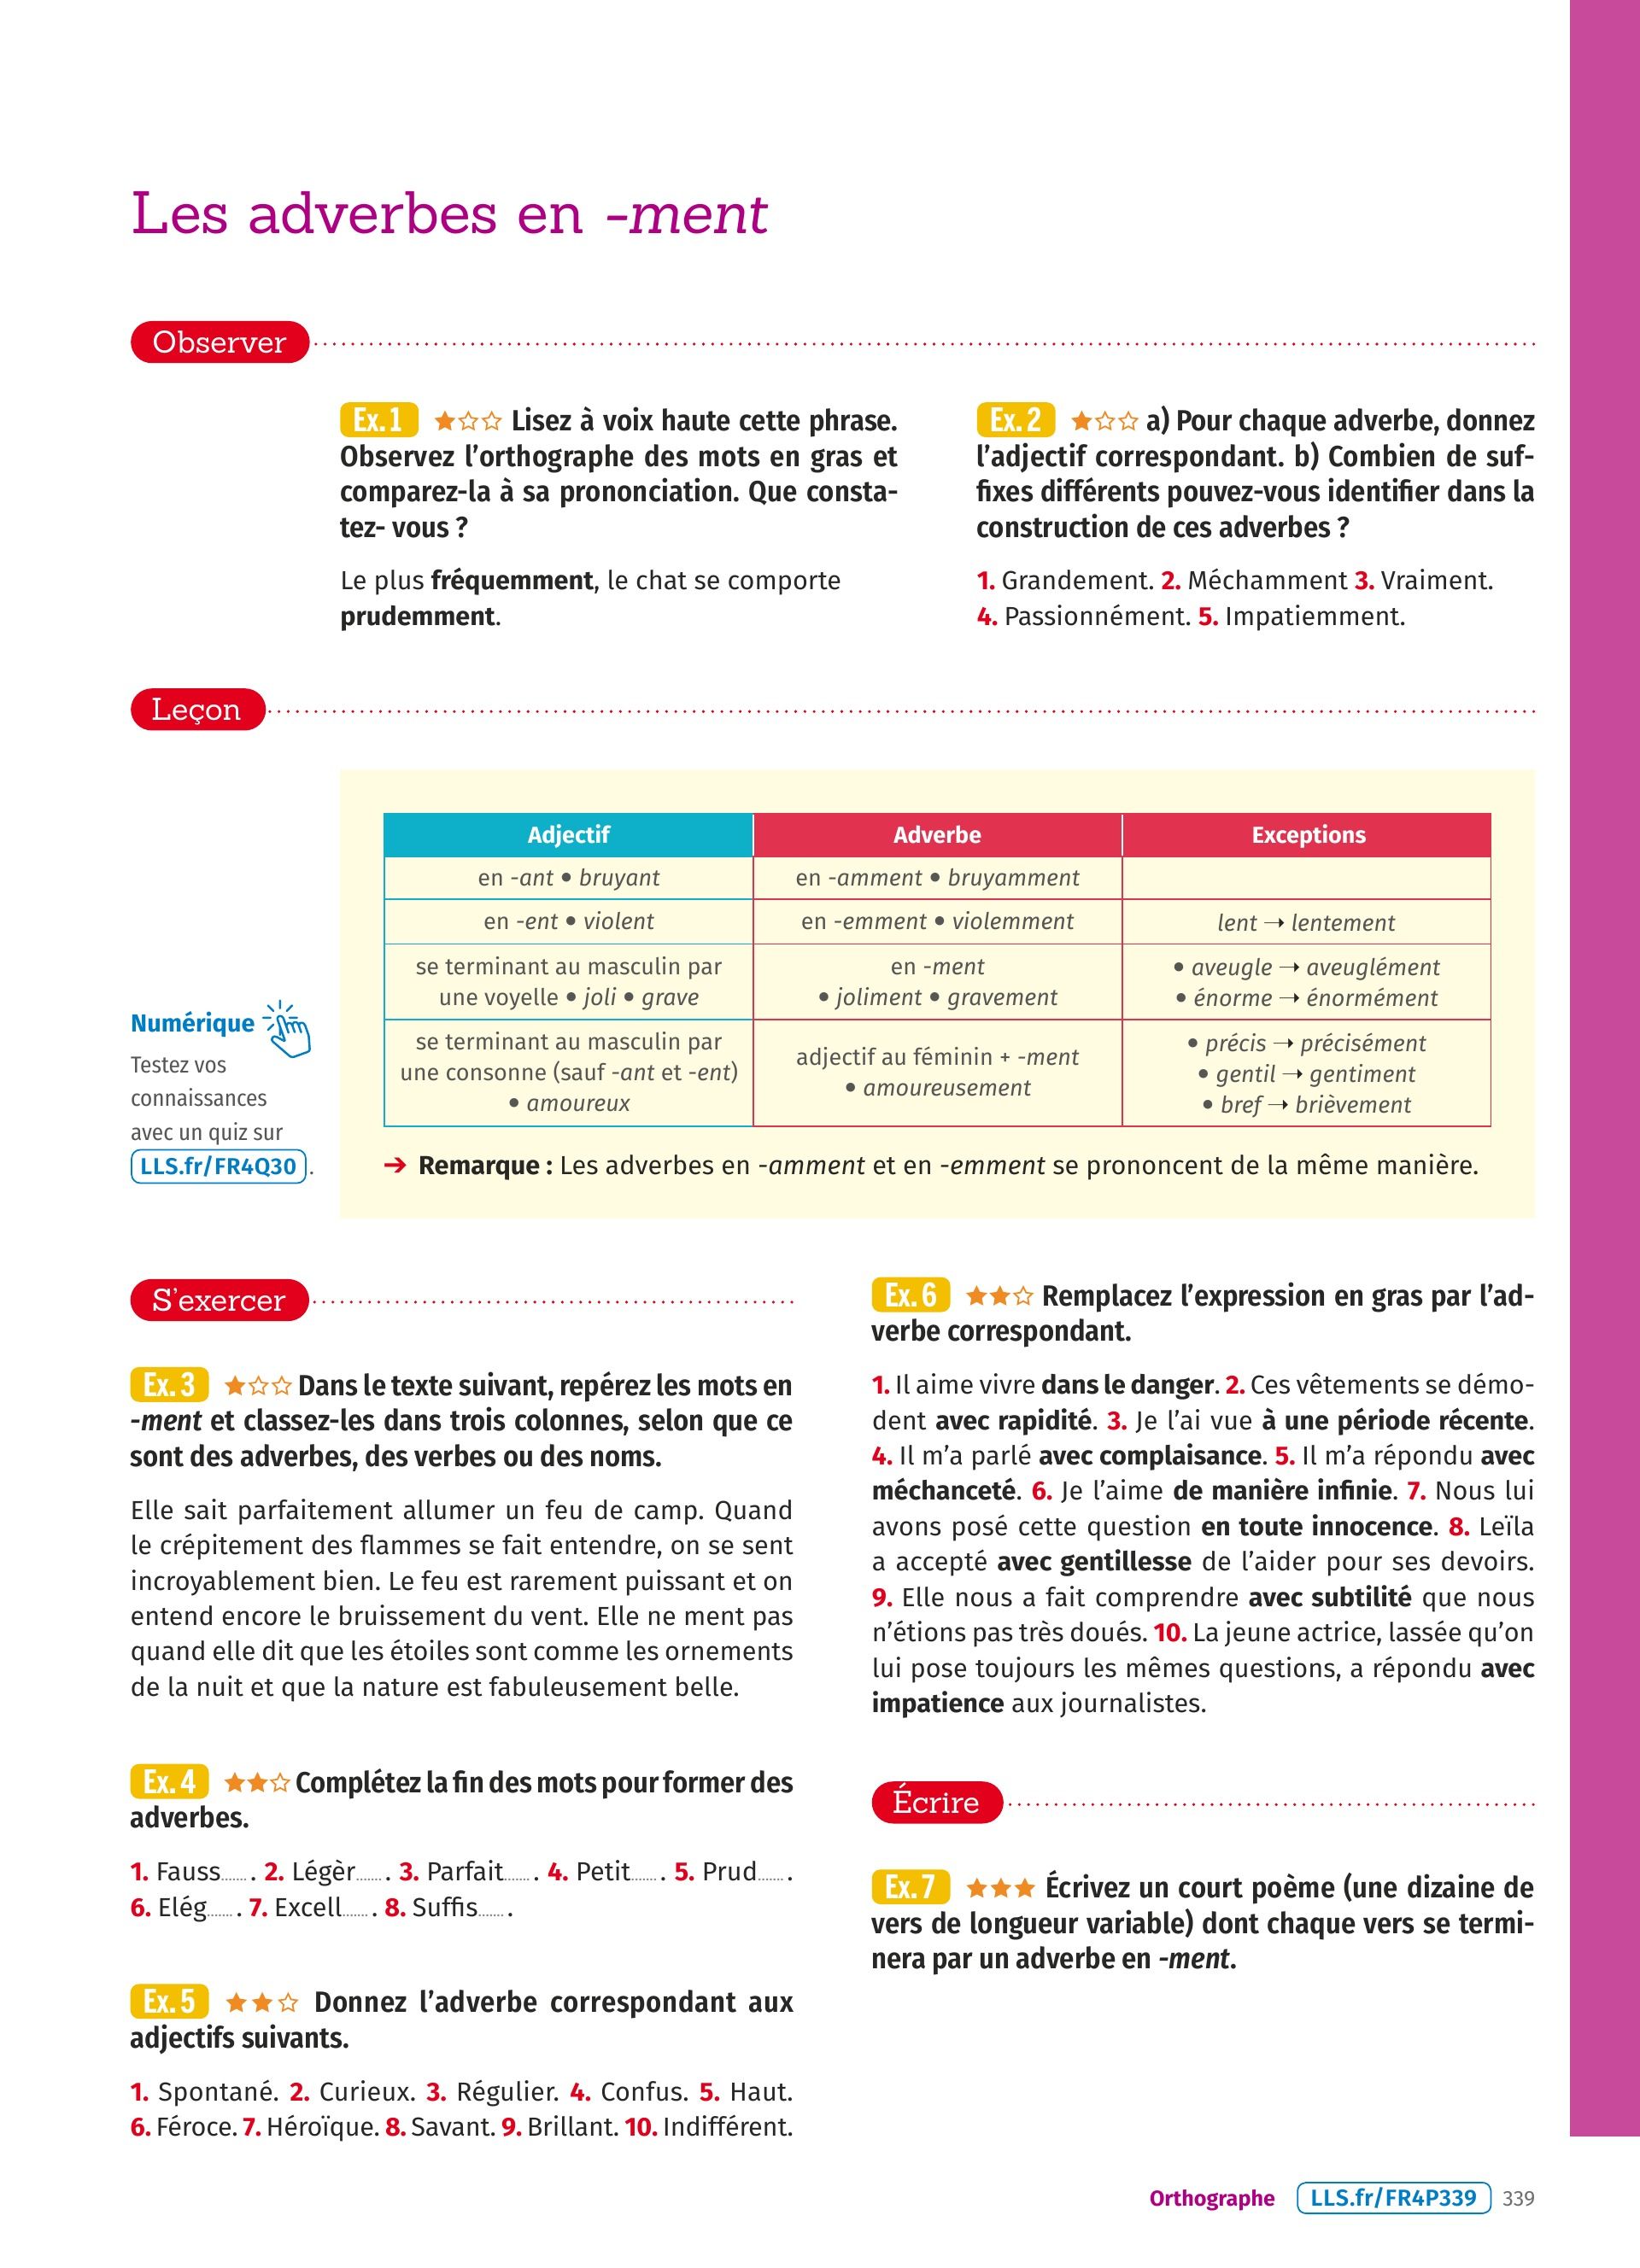 Les adverbes en -ment
Observer
Ex. 1 ★☆☆ Lisez à voix haute cette phrase.
Observez l’orthographe des mots en gras et
comparez-la à sa prononciation. Que consta-
tez- vous ?
Le plus fréquemment, le chat se comporte
prudemment.
Ex. 2 ★☆☆ a) Pour chaque adverbe, donnez
l’adjectif correspondant. b) Combien de suf-
fixes différents pouvez-vous identifier dans la
construction de ces adverbes ?
1. Grandement. 2. Méchamment 3. Vraiment.
4. Passionnément. 5. Impatiemment.
Leçon
Adjectif Adverbe Exceptions
en -ant • bruyant en -amment • bruyamment
en -ent • violent en -emment • violemment lent → lentement
se terminant au masculin par
une voyelle • joli • grave
en -ment
• joliment • gravement
• aveugle → aveuglément
• énorme → énormément
se terminant au masculin par
une consonne (sauf -ant et -ent)
• amoureux
adjectif au féminin + -ment
• amoureusement
• précis → précisément
• gentil → gentiment
• bref → brièvement
➔ Remarque : Les adverbes en -amment et en -emment se prononcent de la même manière.
Numérique
Testez vos
connaissances
avec un quiz sur
LLS.fr/FR4Q30 .
S’exercer
Ex. 3 ★☆☆ Dans le texte suivant, repérez les mots en
-ment et classez-les dans trois colonnes, selon que ce
sont des adverbes, des verbes ou des noms.
Elle sait parfaitement allumer un feu de camp. Quand
le crépitement des flammes se fait entendre, on se sent
incroyablement bien. Le feu est rarement puissant et on
entend encore le bruissement du vent. Elle ne ment pas
quand elle dit que les étoiles sont comme les ornements
de la nuit et que la nature est fabuleusement belle.
Ex. 4 ★★☆ Complétez la fin des mots pour former des
adverbes.
1. Fauss....... . 2. Légèr....... . 3. Parfait....... . 4. Petit....... . 5. Prud....... .
6. Elég....... . 7. Excell....... . 8. Suffis....... .
Ex. 5 ★★☆ Donnez l’adverbe correspondant aux
adjectifs suivants.
1. Spontané. 2. Curieux. 3. Régulier. 4. Confus. 5. Haut.
6. Féroce. 7. Héroïque. 8. Savant. 9. Brillant. 10. Indifférent.
Ex. 6 ★★☆ Remplacez l’expression en gras par l’ad-
verbe correspondant.
1. Il aime vivre dans le danger. 2. Ces vêtements se démo-
dent avec rapidité. 3. Je l’ai vue à une période récente.
4. Il m’a parlé avec complaisance. 5. Il m’a répondu avec
méchanceté. 6. Je l’aime de manière infinie. 7. Nous lui
avons posé cette question en toute innocence. 8. Leïla
a accepté avec gentillesse de l’aider pour ses devoirs.
9. Elle nous a fait comprendre avec subtilité que nous
n’étions pas très doués. 10. La jeune actrice, lassée qu’on
lui pose toujours les mêmes questions, a répondu avec
impatience aux journalistes.
Écrire
Ex. 7 ★★★ Écrivez un court poème (une dizaine de
vers de longueur variable) dont chaque vers se termi-
nera par un adverbe en -ment.
Orthographe LLS.fr/FR4P339 339